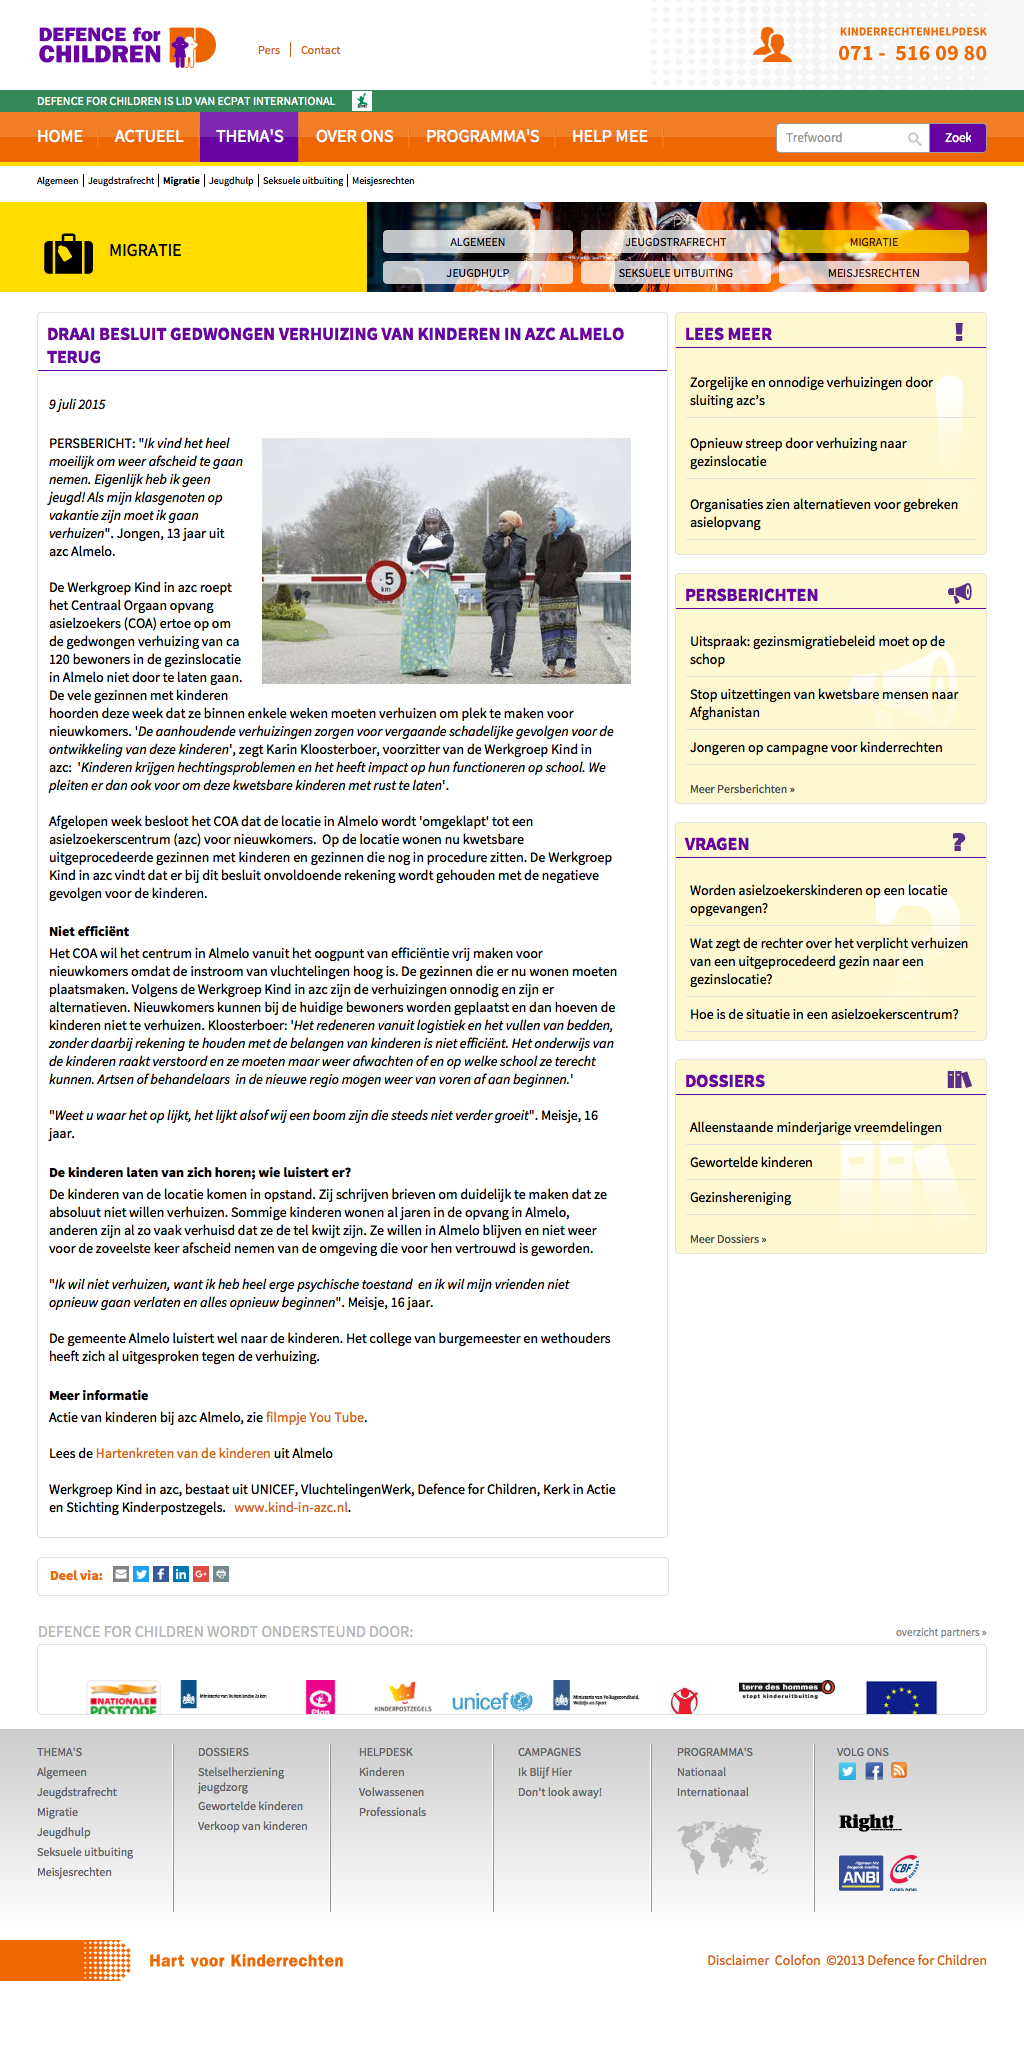 DEFENCE for
CHILDREN
Pers | Contact
KINDERRECHTENHELPDESK
071 - 516 09 80
DEFENCE FOR CHILDREN IS LID VAN ECPAT INTERNATIONAL
HOME ACTUEEL THEMA'S OVER ONS PROGRAMMA'S HELP MEE Trefwoord Zoek
Algemeen | Jeugdstrafrecht | Migratie | Jeugdhulp | Seksuele uitbuiting | Meisjesrechten
MIGRATIE
ALGEMEEN JEUGDSTRAFRECHT MIGRATIE
JEUGDHULP SEKSUELE UITBUITING MEISJESRECHTEN
DRAAI BESLUIT GEDWONGEN VERHUIZING VAN KINDEREN IN AZC ALMELO
TERUG
9 juli 2015
PERSBERICHT: "Ik vind het heel
moeilijk om weer afscheid te gaan
nemen. Eigenlijk heb ik geen
jeugd! Als mijn klasgenoten op
vakantie zijn moet ik gaan
verhuizen". Jongen, 13 jaar uit
azc Almelo.
5
km
De Werkgroep Kind in azc roept
het Centraal Orgaan opvang
asielzoekers (COA) ertoe op om
de gedwongen verhuizing van ca
120 bewoners in de gezinslocatie
in Almelo niet door te laten gaan.
De vele gezinnen met kinderen
hoorden deze week dat ze binnen enkele weken moeten verhuizen om plek te maken voor
nieuwkomers. 'De aanhoudende verhuizingen zorgen voor vergaande schadelijke gevolgen voor de
ontwikkeling van deze kinderen', zegt Karin Kloosterboer, voorzitter van de Werkgroep Kind in
azc: 'Kinderen krijgen hechtingsproblemen en het heeft impact op hun functioneren op school. We
pleiten er dan ook voor om deze kwetsbare kinderen met rust te laten'.
Afgelopen week besloot het COA dat de locatie in Almelo wordt 'omgeklapt' tot een
asielzoekerscentrum (azc) voor nieuwkomers. Op de locatie wonen nu kwetsbare
uitgeprocedeerde gezinnen met kinderen en gezinnen die nog in procedure zitten. De Werkgroep
Kind in azc vindt dat er bij dit besluit onvoldoende rekening wordt gehouden met de negatieve
gevolgen voor de kinderen.
Niet efficiënt
Het COA wil het centrum in Almelo vanuit het oogpunt van efficiëntie vrij maken voor
nieuwkomers omdat de instroom van vluchtelingen hoog is. De gezinnen die er nu wonen moeten
plaatsmaken. Volgens de Werkgroep Kind in azc zijn de verhuizingen onnodig en zijn er
alternatieven. Nieuwkomers kunnen bij de huidige bewoners worden geplaatst en dan hoeven de
kinderen niet te verhuizen. Kloosterboer: 'Het redeneren vanuit logistiek en het vullen van bedden,
zonder daarbij rekening te houden met de belangen van kinderen is niet efficiënt. Het onderwijs van
de kinderen raakt verstoord en ze moeten maar weer afwachten of en op welke school ze terecht
kunnen. Artsen of behandelaars in de nieuwe regio mogen weer van voren af aan beginnen.'
"Weet u waar het op lijkt, het lijkt alsof wij een boom zijn die steeds niet verder groeit". Meisje, 16
jaar.
De kinderen laten van zich horen; wie luistert er?
De kinderen van de locatie komen in opstand. Zij schrijven brieven om duidelijk te maken dat ze
absoluut niet willen verhuizen. Sommige kinderen wonen al jaren in de opvang in Almelo,
anderen zijn al zo vaak verhuisd dat ze de tel kwijt zijn. Ze willen in Almelo blijven en niet weer
voor de zoveelste keer afscheid nemen van de omgeving die voor hen vertrouwd is geworden.
"Ik wil niet verhuizen, want ik heb heel erge psychische toestand en ik wil mijn vrienden niet
opnieuw gaan verlaten en alles opnieuw beginnen". Meisje, 16 jaar.
De gemeente Almelo luistert wel naar de kinderen. Het college van burgemeester en wethouders
heeft zich al uitgesproken tegen de verhuizing.
Meer informatie
Actie van kinderen bij azc Almelo, zie filmpje You Tube.
Lees de Hartenkreten van de kinderen uit Almelo
Werkgroep Kind in azc, bestaat uit UNICEF, VluchtelingenWerk, Defence for Children, Kerk in Actie
en Stichting Kinderpostzegels. www.kind-in-azc.nl.
Deel via:
LEES MEER !
Zorgelijke en onnodige verhuizingen door
sluiting azc's
Opnieuw streep door verhuizing naar
gezinslocatie
Organisaties zien alternatieven voor gebreken
asielopvang
PERSBERICHTEN
Uitspraak: gezinsmigratiebeleid moet op de
schop
Stop uitzettingen van kwetsbare mensen naar
Afghanistan
Jongeren op campagne voor kinderrechten
Meer Persberichten »
VRAGEN ?
Worden asielzoekerskinderen op een locatie
opgevangen?
Wat zegt de rechter over het verplicht verhuizen
van een uitgeprocedeerd gezin naar een
gezinslocatie?
Hoe is de situatie in een asielzoekerscentrum?
DOSSIERS
Alleenstaande minderjarige vreemdelingen
Gewortelde kinderen
Gezinshereniging
Meer Dossiers »
DEFENCE FOR CHILDREN WORDT ONDERSTEUND DOOR:
overzicht partners »
NATIONALE
POSTCODE
Ministerie van Buitenlandse Zaken
Plan
KINDERPOSTZEGELS
unicef
Ministerie van Volksgezondheid,
Welzijn en Sport
terre des hommes
stopt kinderuitbuiting
THEMA'S
Algemeen
Jeugdstrafrecht
Migratie
Jeugdhulp
Seksuele uitbuiting
Meisjesrechten
DOSSIERS
Stelselherziening
jeugdzorg
Gewortelde kinderen
Verkoop van kinderen
HELPDESK
Kinderen
Volwassenen
Professionals
CAMPAGNES
Ik Blijf Hier
Don't look away!
PROGRAMMA'S
Nationaal
Internationaal
VOLG ONS
Right!
ANBI
CBF
Hart voor Kinderrechten
Disclaimer Colofon ©2013 Defence for Children